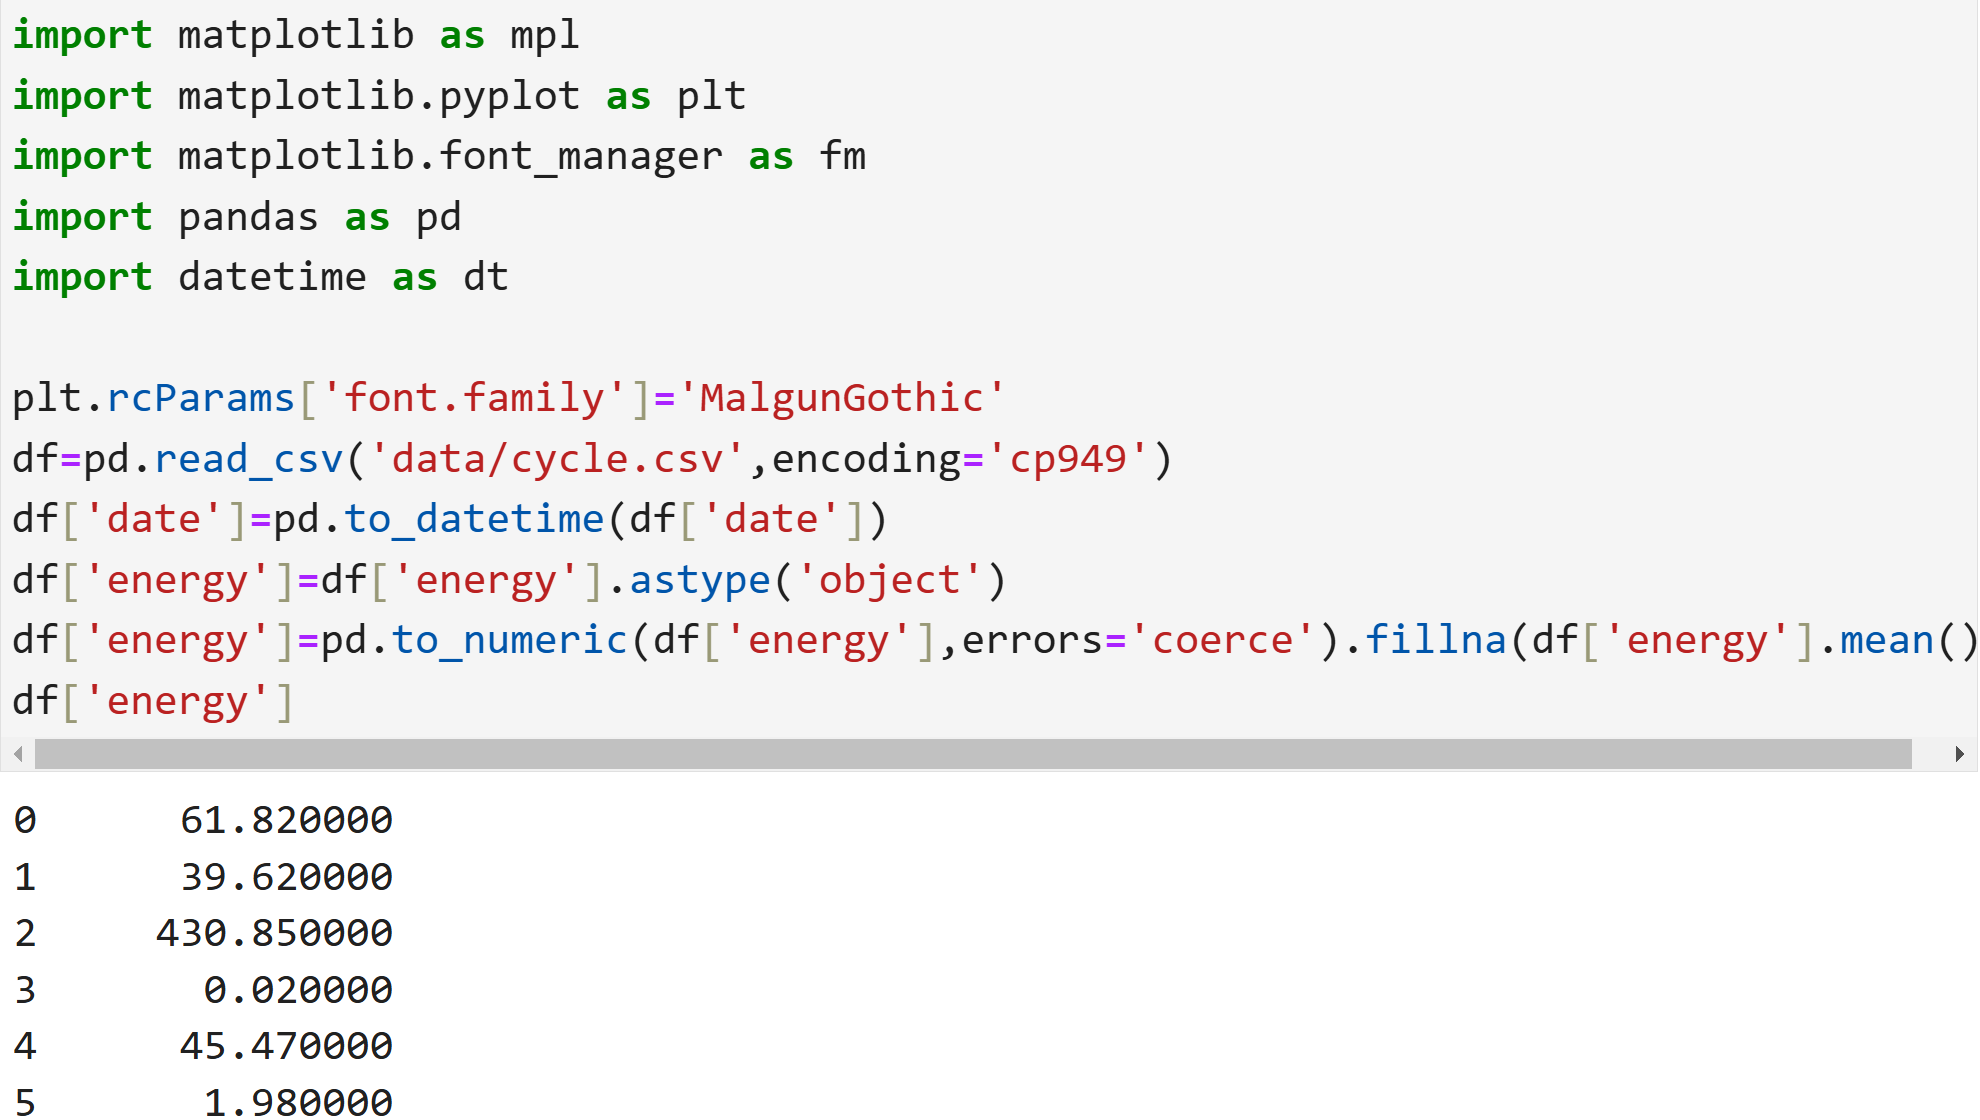 import matplotlib as mpl
import matplotlib.pyplot as plt
import matplotlib.font_manager as fm
import pandas as pd
import datetime as dt
plt.rcParams['font.family']='MalgunGothic'
df=pd.read_csv('data/cycle.csv',encoding='cp949')
df['date']=pd.to_datetime(df['date'])
df['energy']=df['energy'].astype('object')
df['energy']=pd.to_numeric(df['energy'],errors='coerce').fillna(df['energy'].mean()
df['energy']
0 61.820000
1 39.620000
2 430.850000
3 0.020000
4 45.470000
5 1.980000